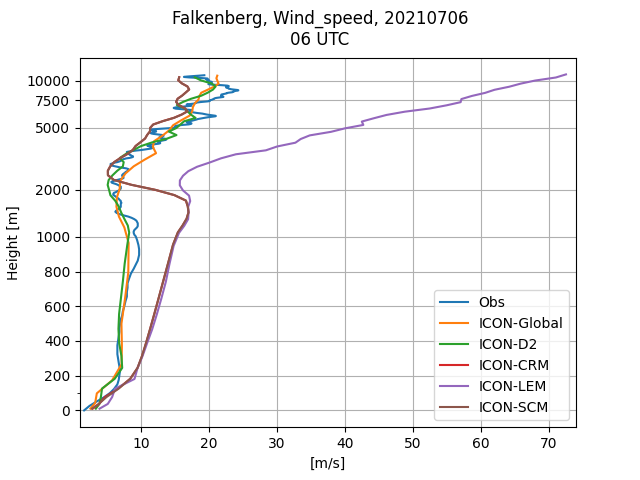 Falkenberg, Wind_speed, 20210706
06 UTC
Height [m]
10000
7500
5000
2000
1000
800
600
400
200
0
10
20
30
40
50
60
70
[m/s]
Obs
ICON-Global
ICON-D2
ICON-CRM
ICON-LEM
ICON-SCM